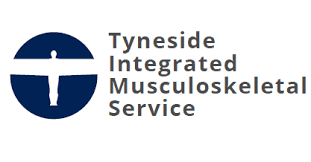 Tyneside
Integrated
Musculoskeletal
Service